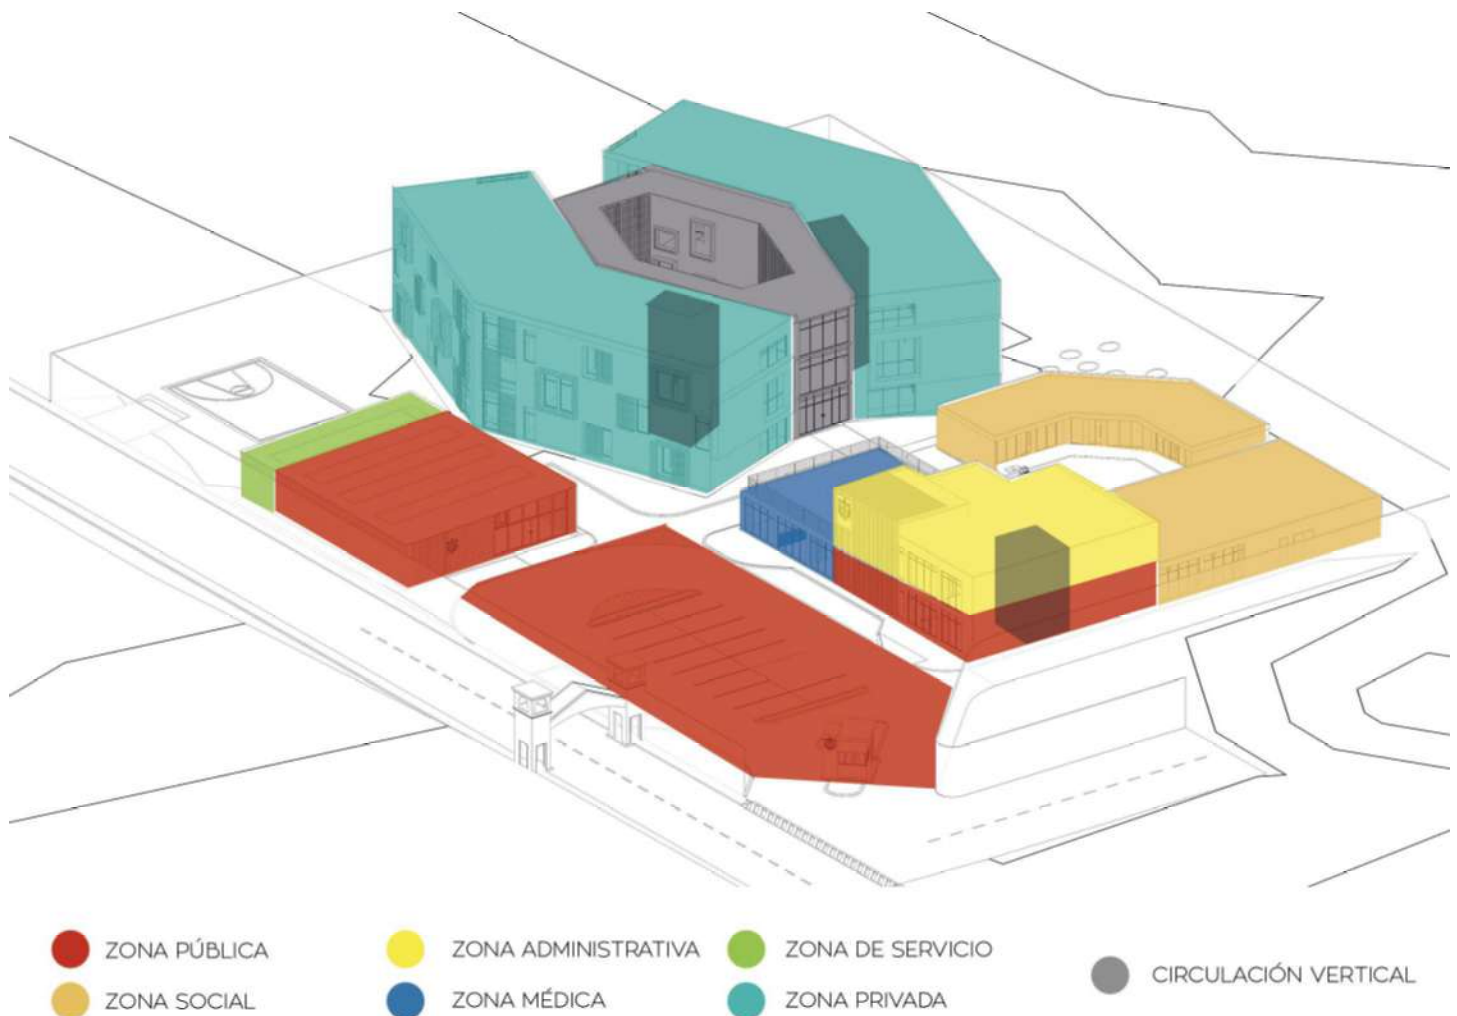 ZONA PÚBLICA
ZONA ADMINISTRATIVA
ZONA DE SERVICIO
CIRCULACIÓN VERTICAL
ZONA SOCIAL
ZONA MÉDICA
ZONA PRIVADA